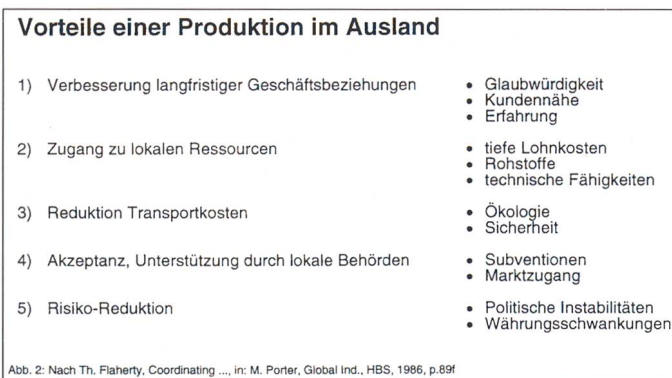 Vorteile einer Produktion im Ausland
1) Verbesserung langfristiger Geschäftsbeziehungen • Glaubwürdigkeit
• Kundennähe
• Erfahrung
2) Zugang zu lokalen Ressourcen • tiefe Lohnkosten
• Rohstoffe
• technische Fähigkeiten
3) Reduktion Transportkosten • Ökologie
• Sicherheit
4) Akzeptanz, Unterstützung durch lokale Behörden • Subventionen
• Marktzugang
5) Risiko-Reduktion • Politische Instabilitäten
• Währungsschwankungen
Abb. 2: Nach Th. Flaherty, Coordinating ..., in: M. Porter, Global Ind., HBS, 1986, p.89f